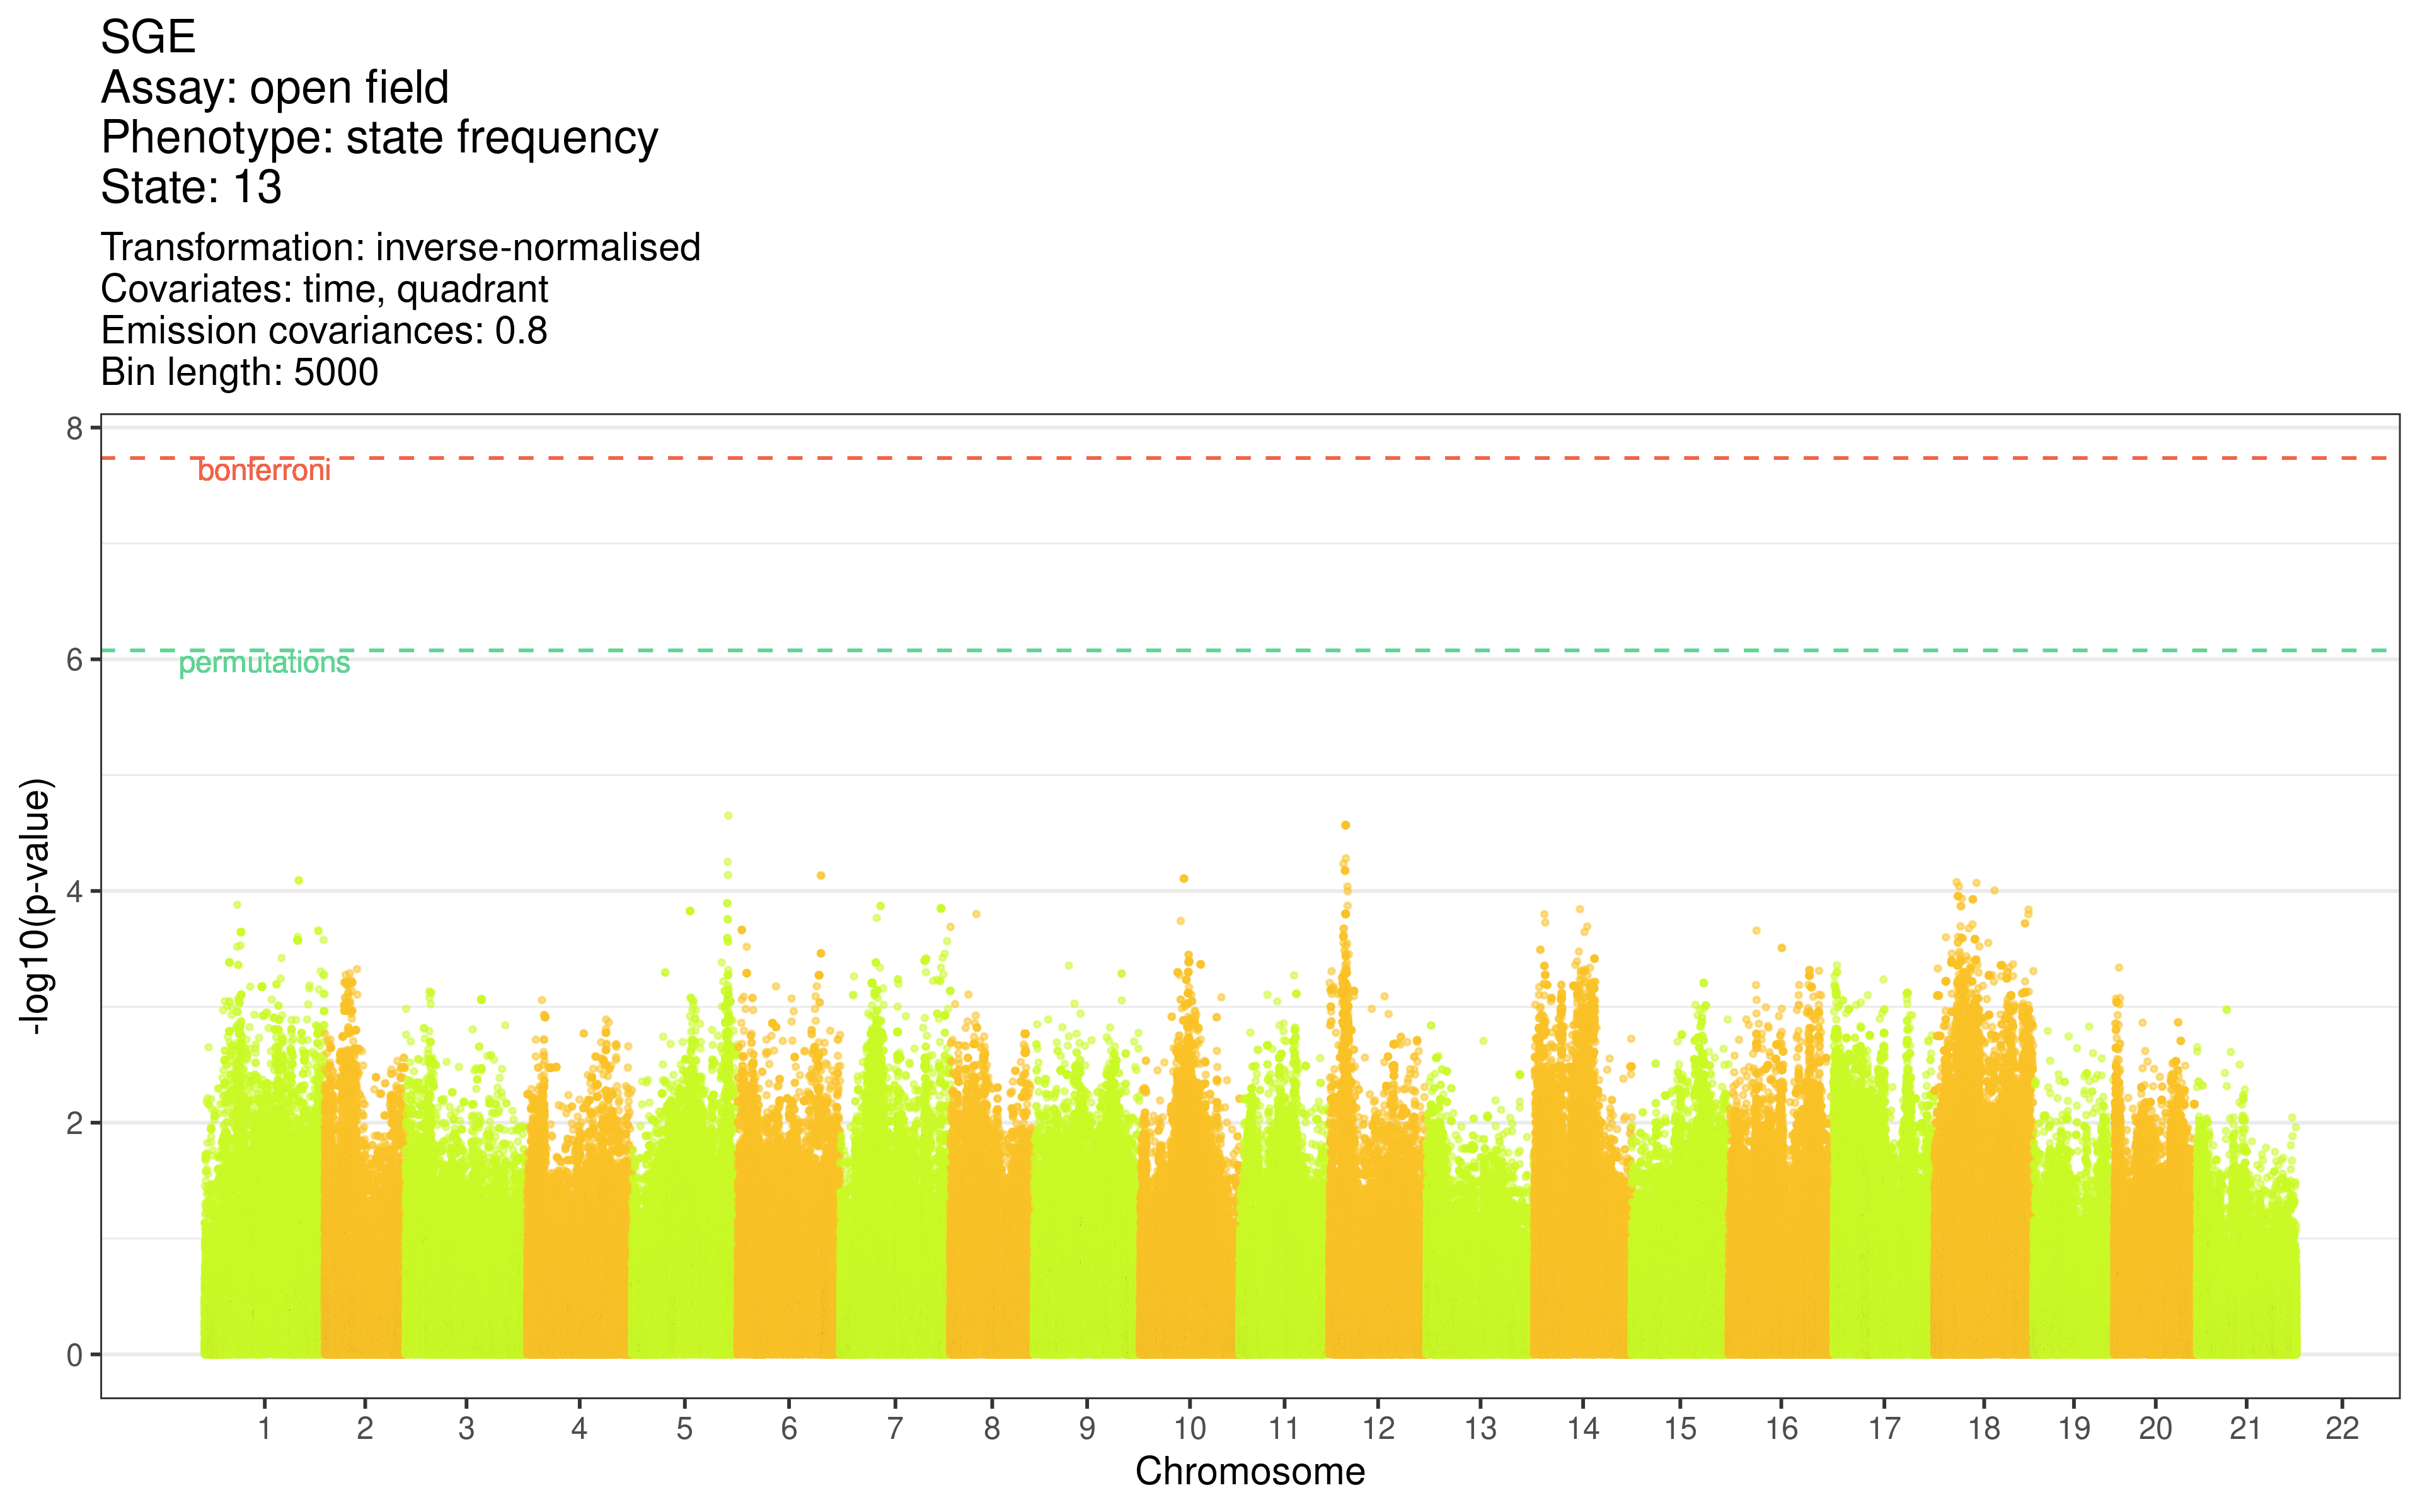 SGE
Assay: open field
Phenotype: state frequency
State: 13
Transformation: inverse-normalised
Covariates: time, quadrant
Emission covariances: 0.8
Bin length: 5000
8
bonferroni
6
permutations
4
2
0
-log10(p-value)
1 2 3 4 5 6 7 8 9 10 11 12 13 14 15 16 17 18 19 20 21 22
Chromosome